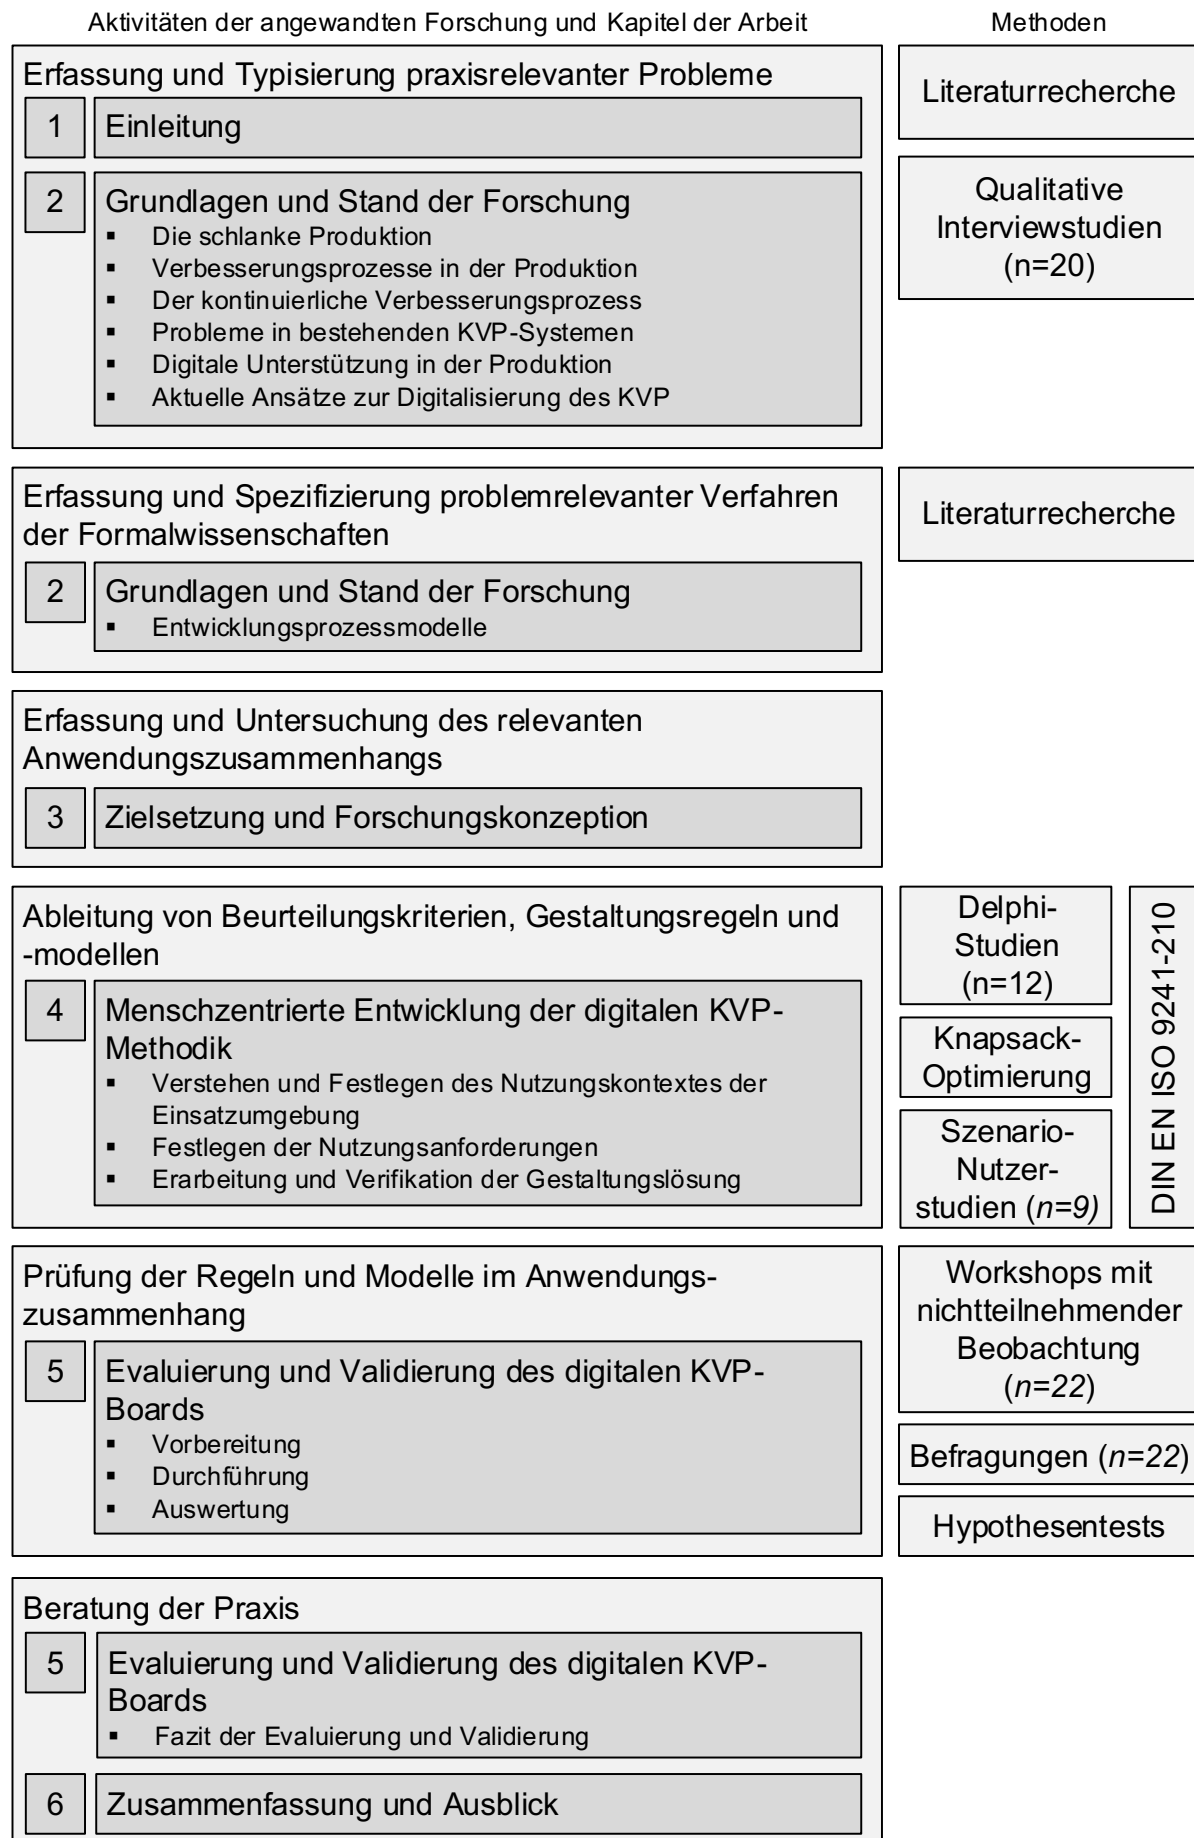 Aktivitäten der angewandten Forschung und Kapitel der Arbeit
Methoden
Erfassung und Typisierung praxisrelevanter Probleme
1
Einleitung
2
Grundlagen und Stand der Forschung
▪ Die schlanke Produktion
▪ Verbesserungsprozesse in der Produktion
▪ Der kontinuierliche Verbesserungsprozess
▪ Probleme in bestehenden KVP-Systemen
▪ Digitale Unterstützung in der Produktion
▪ Aktuelle Ansätze zur Digitalisierung des KVP
Literaturrecherche
Qualitative
Interviewstudien
(n=20)
Erfassung und Spezifizierung problemrelevanter Verfahren
der Formalwissenschaften
2
Grundlagen und Stand der Forschung
▪ Entwicklungsprozessmodelle
Literaturrecherche
Erfassung und Untersuchung des relevanten
Anwendungszusammenhangs
3
Zielsetzung und Forschungskonzeption
Ableitung von Beurteilungskriterien, Gestaltungsregeln und
-modellen
4
Menschzentrierte Entwicklung der digitalen KVP-
Methodik
▪ Verstehen und Festlegen des Nutzungskontextes der
Einsatzumgebung
▪ Festlegen der Nutzungsanforderungen
▪ Erarbeitung und Verifikation der Gestaltungslösung
Delphi-
Studien
(n=12)
Knapsack-
Optimierung
Szenario-
Nutzer-
studien (n=9)
DIN EN ISO 9241-210
Prüfung der Regeln und Modelle im Anwendungs-
zusammenhang
5
Evaluierung und Validierung des digitalen KVP-
Boards
▪ Vorbereitung
▪ Durchführung
▪ Auswertung
Workshops mit
nichtteilnehmender
Beobachtung
(n=22)
Befragungen (n=22)
Hypothesentests
Beratung der Praxis
5
Evaluierung und Validierung des digitalen KVP-
Boards
▪ Fazit der Evaluierung und Validierung
6
Zusammenfassung und Ausblick